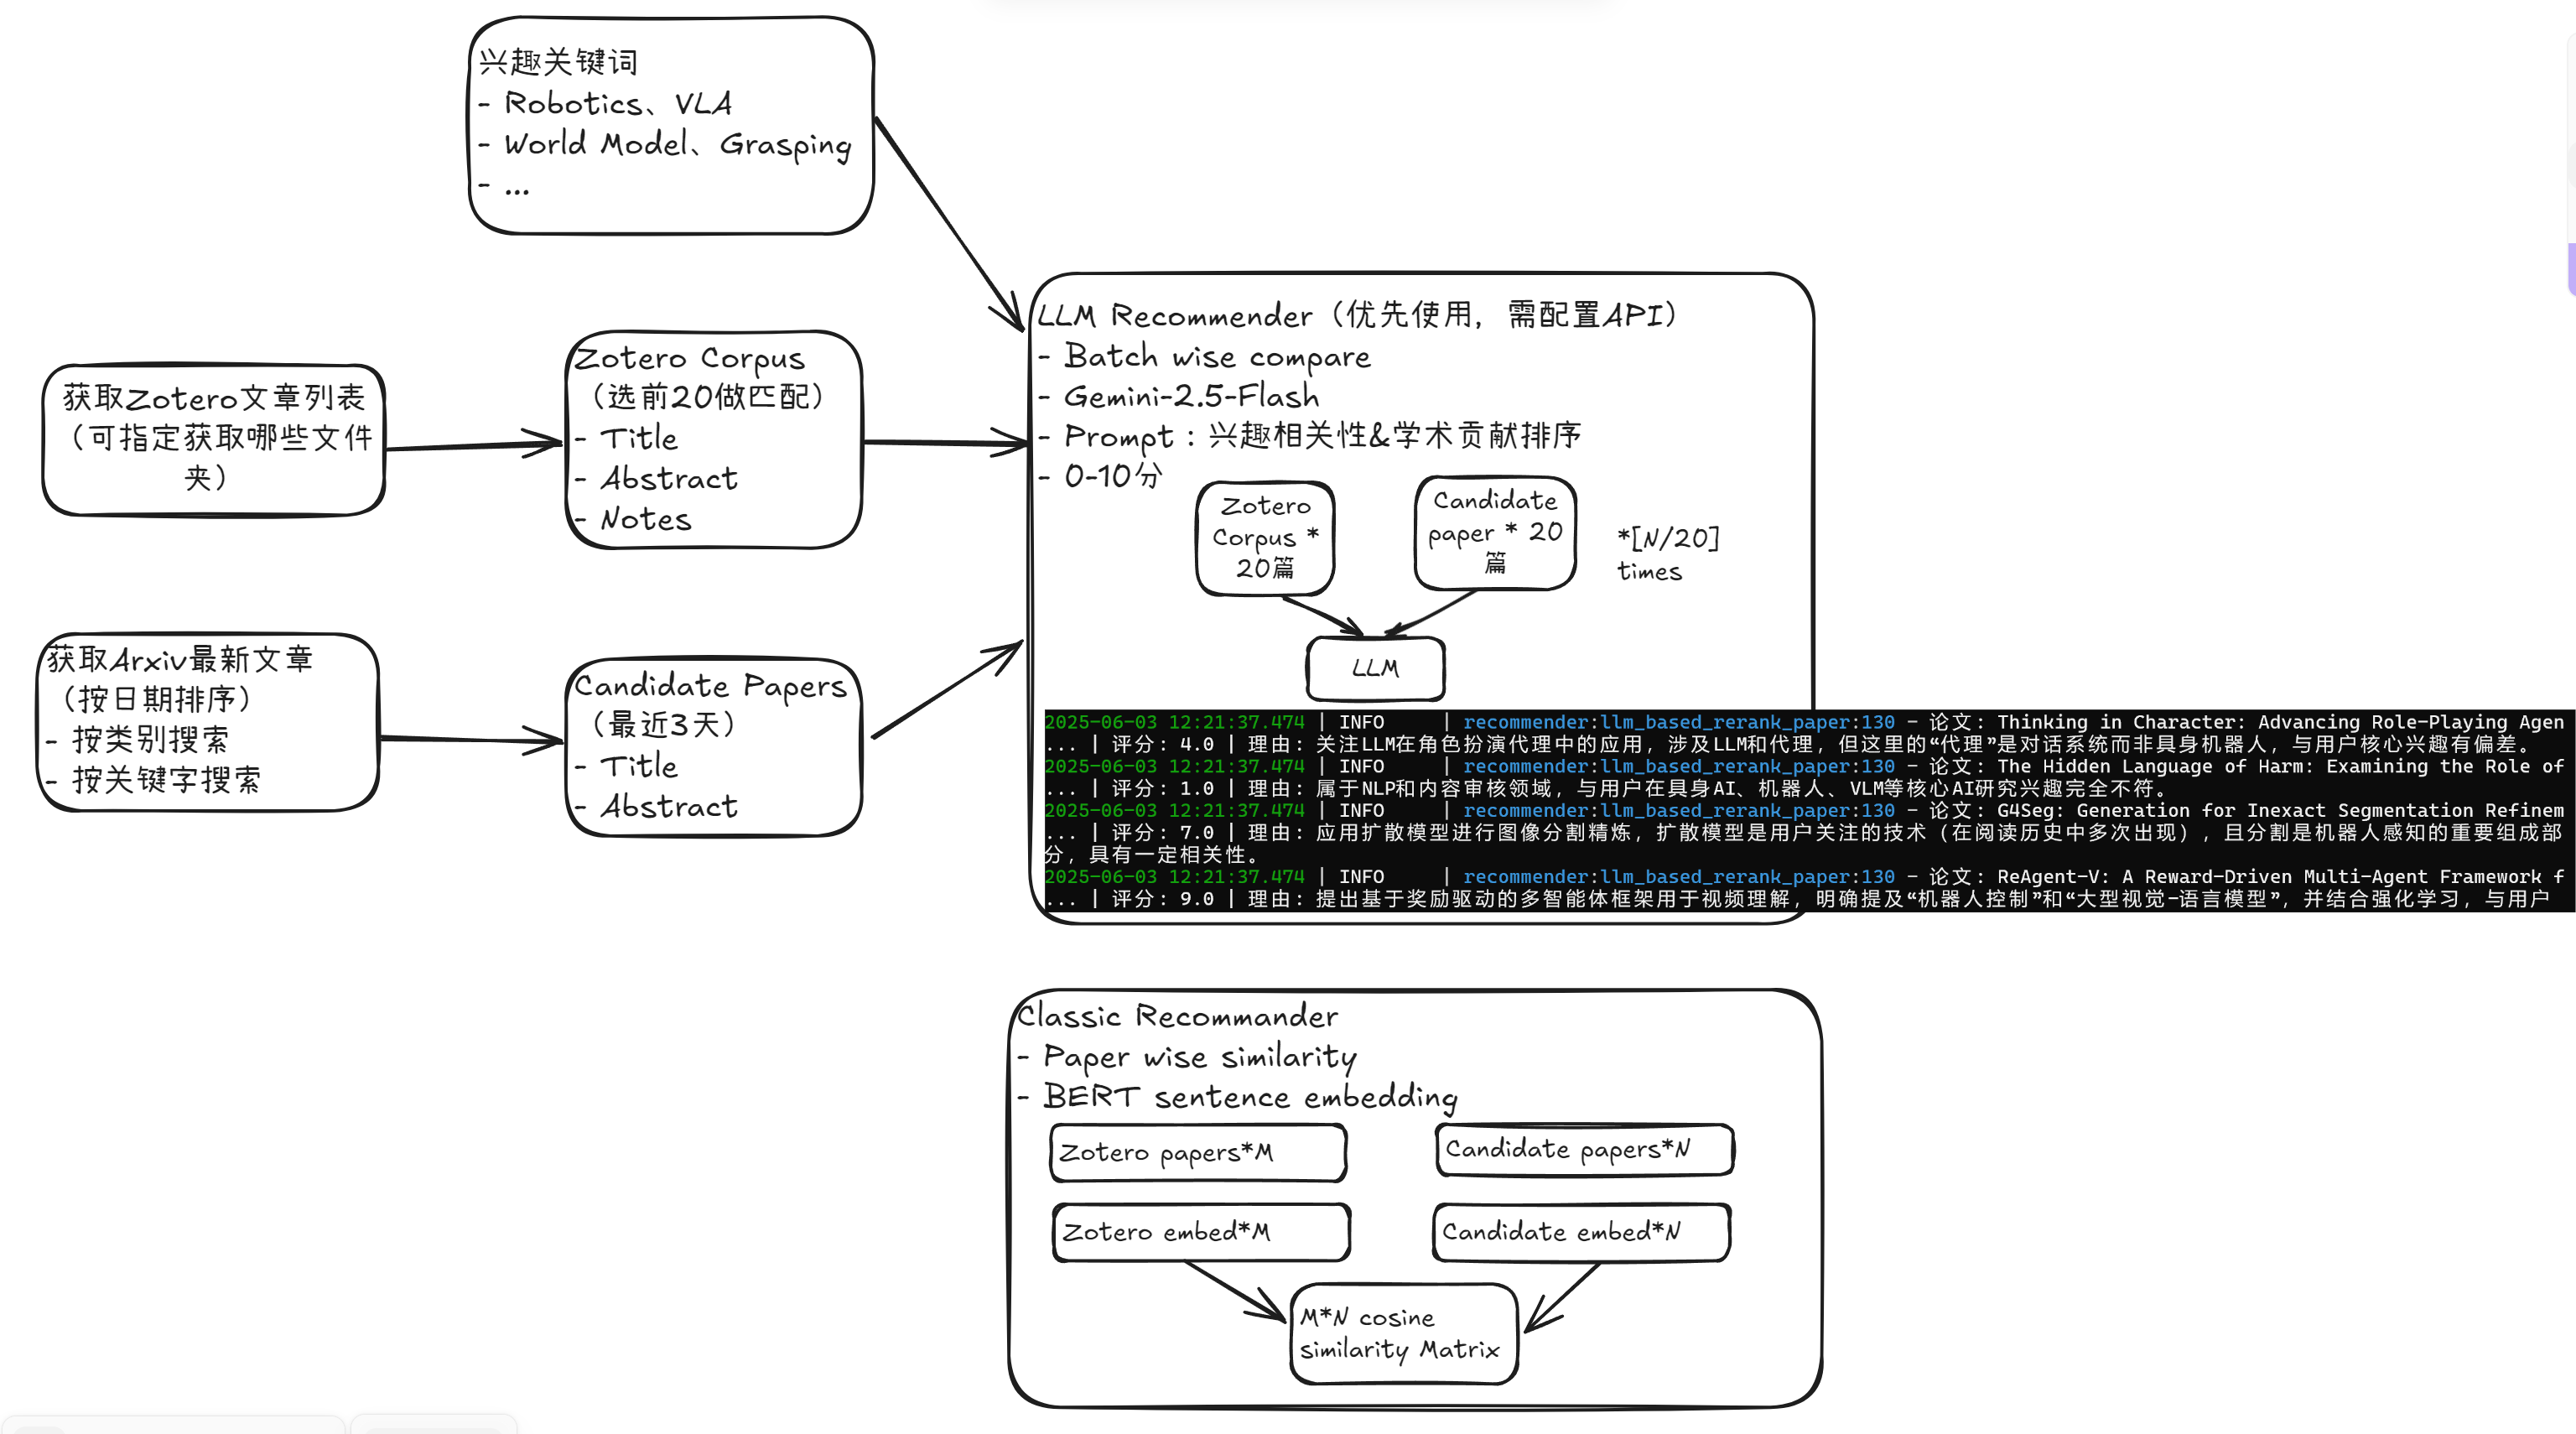 兴趣关键词
- Robotics、VLA
- World Model、Grasping
- ...
获取Zotero文章列表
（可指定获取哪些文件
夹）
Zotero Corpus
（选前20做匹配）
- Title
- Abstract
- Notes
获取Arxiv最新文章
（按日期排序）
- 按类别搜索
- 按关键字搜索
Candidate Papers
（最近3天）
- Title
- Abstract
LLM Recommender（优先使用，需配置API）
- Batch wise compare
- Gemini-2.5-Flash
- Prompt：兴趣相关性&学术贡献排序
- 0-10分
Zotero
Corpus *
20篇
Candidate
paper * 20
篇
*[N/20]
times
LLM
2025-06-03 12:21:37.474 | INFO | recommender:llm_based_rerank_paper:130 - 论文: Thinking in Character: Advancing Role-Playing Agen
... | 评分: 4.0 | 理由: 关注LLM在角色扮演代理中的应用，涉及LLM和代理，但这里的“代理”是对话系统而非具身机器人，与用户核心兴趣有偏差。
2025-06-03 12:21:37.474 | INFO | recommender:llm_based_rerank_paper:130 - 论文: The Hidden Language of Harm: Examining the Role of
... | 评分: 1.0 | 理由: 属于NLP和内容审核领域，与用户在具身AI、机器人、VLM等核心AI研究兴趣完全不符。
2025-06-03 12:21:37.474 | INFO | recommender:llm_based_rerank_paper:130 - 论文: G4Seg: Generation for Inexact Segmentation Refinem
... | 评分: 7.0 | 理由: 应用扩散模型进行图像分割精炼，扩散模型是用户关注的技术（在阅读历史中多次出现），且分割是机器人感知的重要组成部
分，具有一定相关性。
2025-06-03 12:21:37.474 | INFO | recommender:llm_based_rerank_paper:130 - 论文: ReAgent-V: A Reward-Driven Multi-Agent Framework f
... | 评分: 9.0 | 理由: 提出基于奖励驱动的多智能体框架用于视频理解，明确提及“机器人控制”和“大型视觉-语言模型”，并结合强化学习，与用户
Classic Recommander
- Paper wise similarity
- BERT sentence embedding
Zotero papers*M
Candidate papers*N
Zotero embed*M
Candidate embed*N
M*N cosine
similarity Matrix